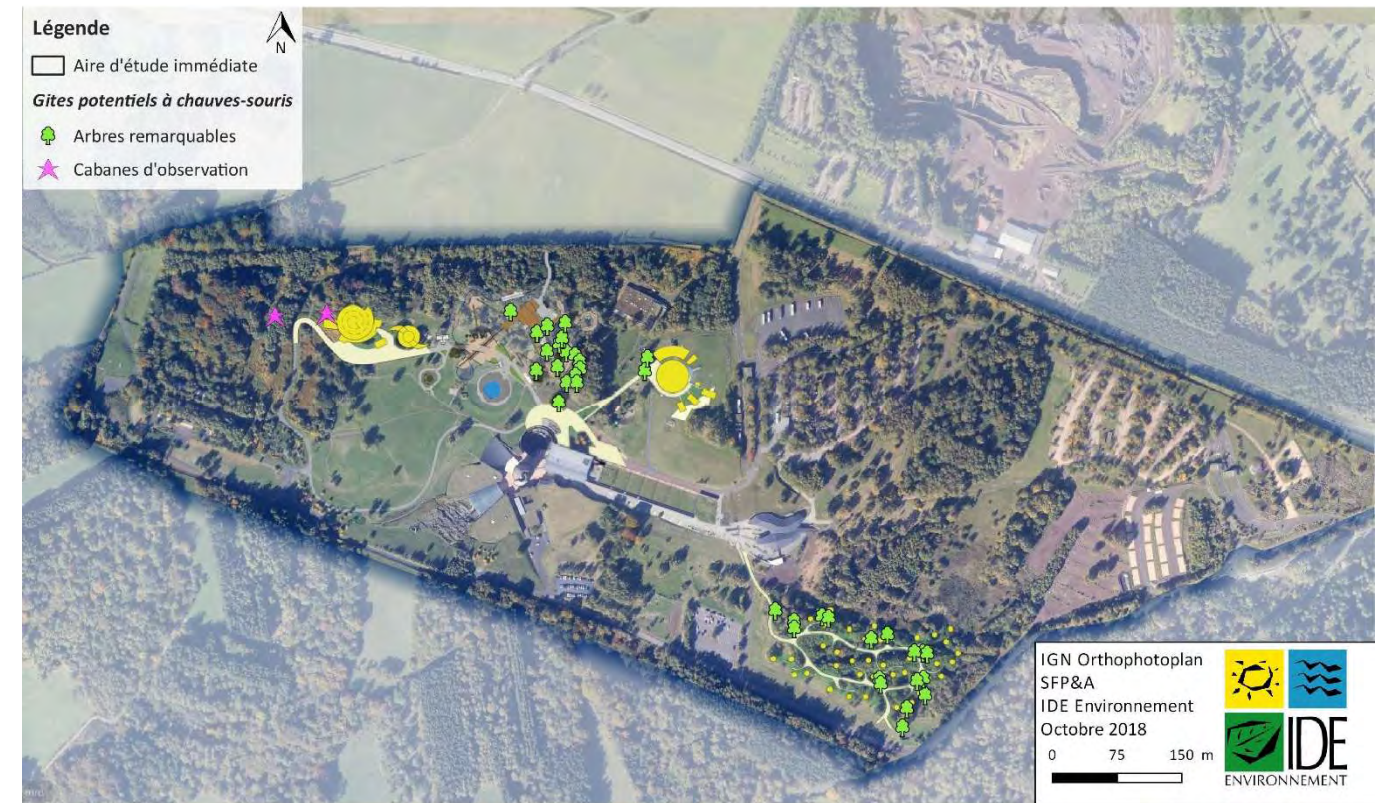 Légende
N
Aire d'étude immédiate
Gites potentiels à chauves-souris
Arbres remarquables
Cabanes d'observation
IGN Orthophotoplan
SFP&A
IDE Environnement
Octobre 2018
0 75 150 m
IDE
ENVIRONNEMENT